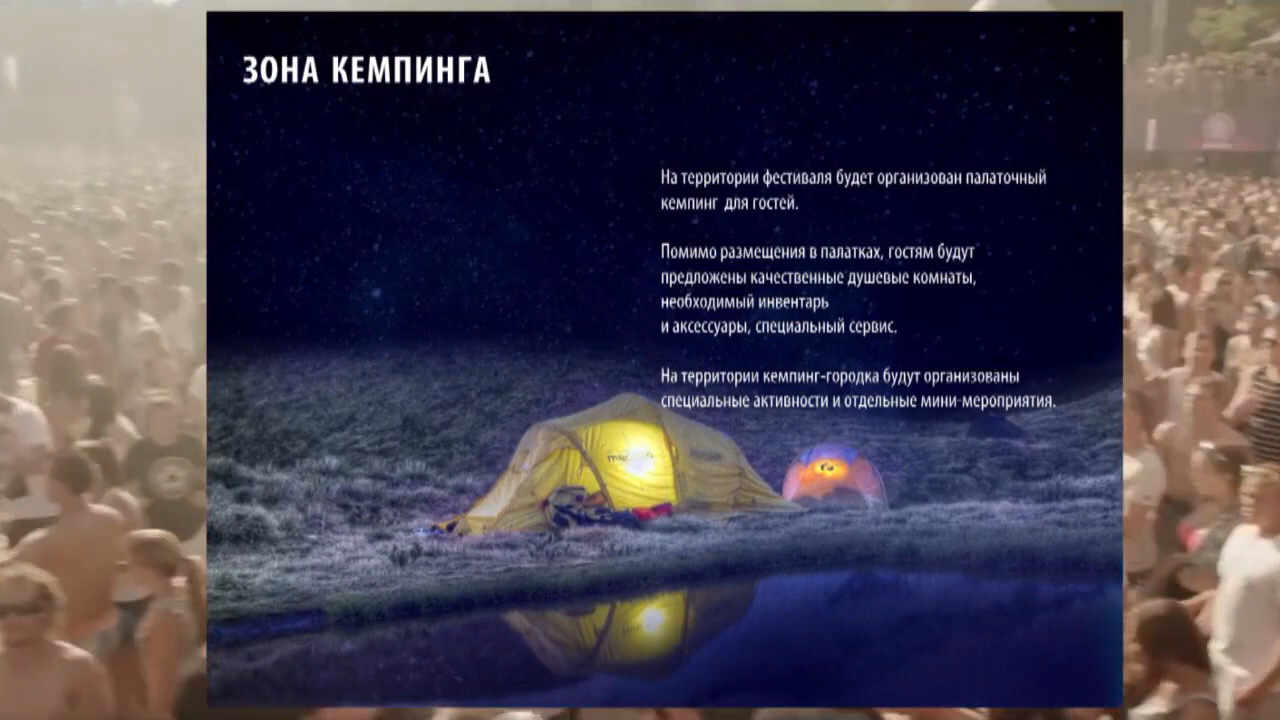 ЗОНА КЕМПИНГА
На территории фестиваля будет организован палаточный
кемпинг для гостей.
Помимо размещения в палатках, гостям будут
предложены качественные душевые комнаты,
необходимый инвентарь
и аксессуары, специальный сервис.
На территории кемпинг-городка будут организованы
специальные активности и отдельные мини-мероприятия.